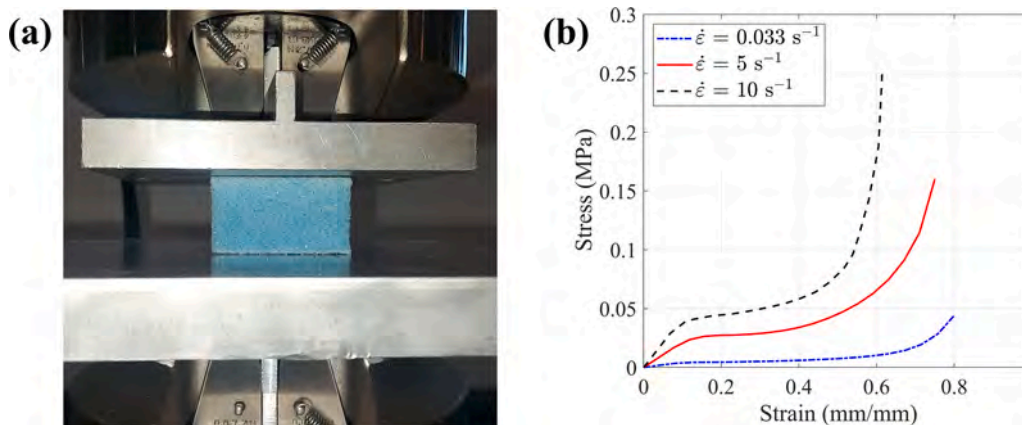 (a)
(b)
0.3
0.25
0.2
0.15
0.1
0.05
0
Stress (MPa)
ε̇ = 0.033 s⁻¹
ε̇ = 5 s⁻¹
ε̇ = 10 s⁻¹
0 0.2 0.4 0.6 0.8
Strain (mm/mm)